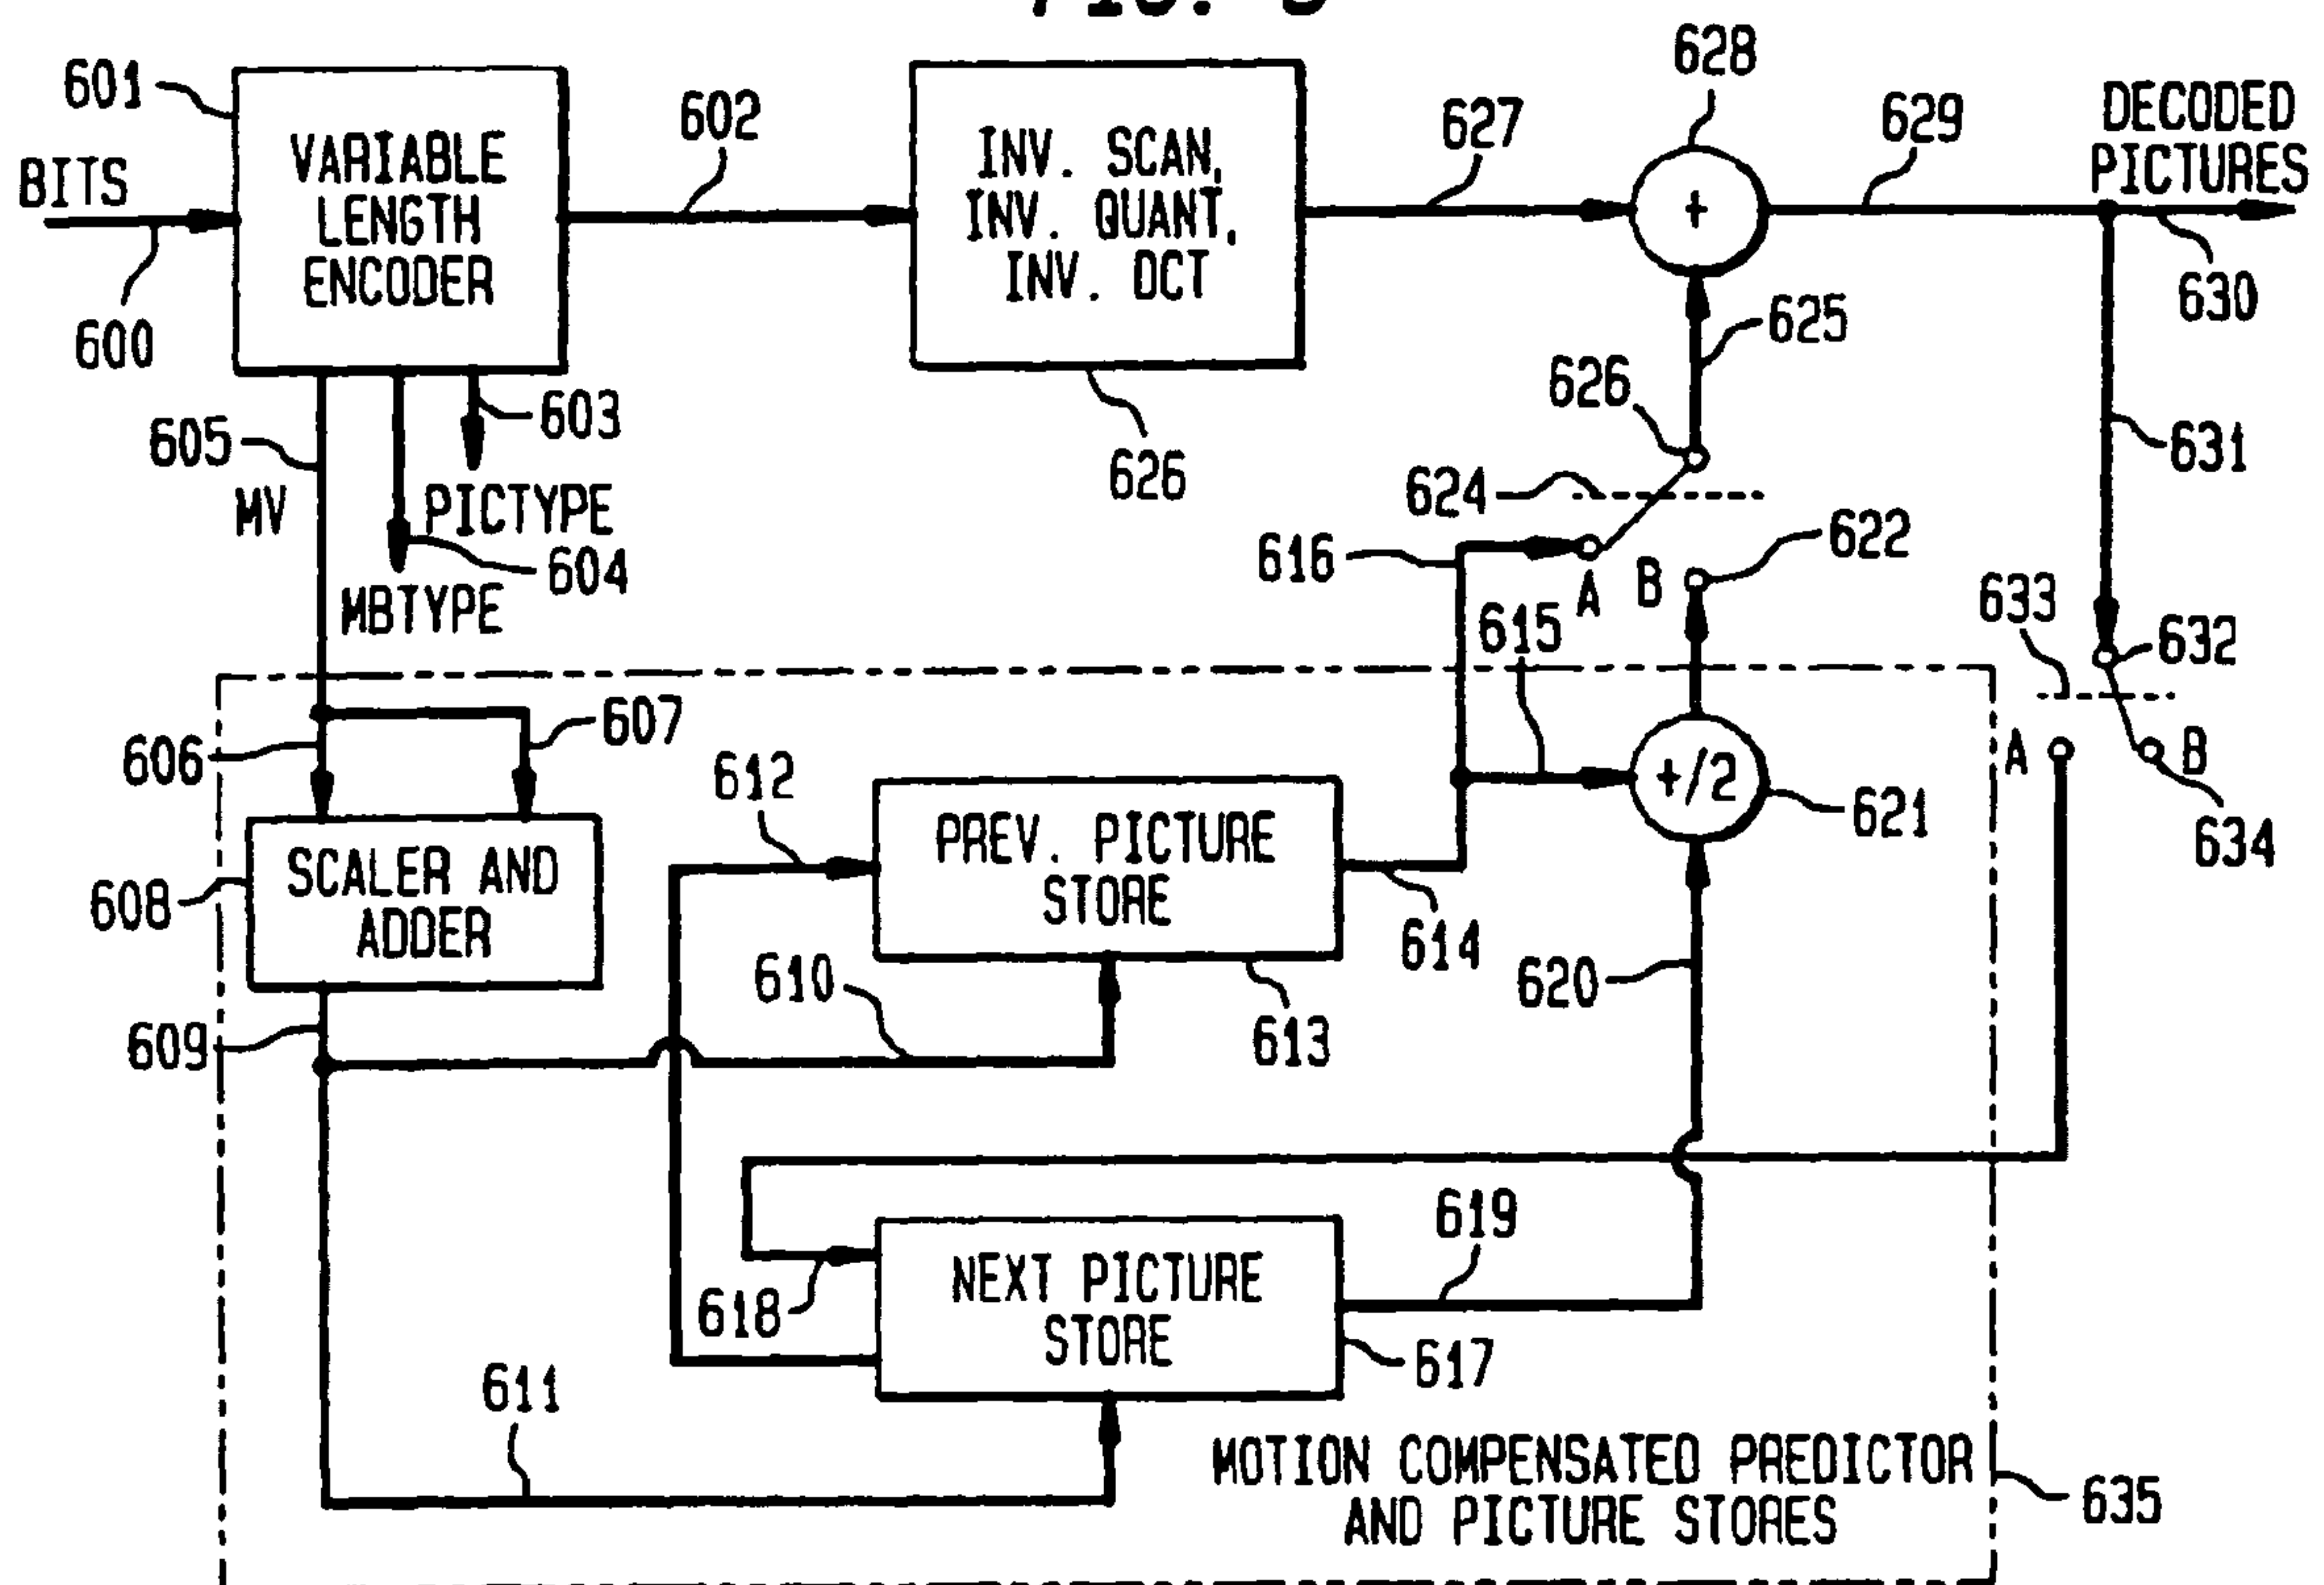 601
BITS
600
VARIABLE
LENGTH
ENCODER
602
INV. SCAN,
INV. QUANT,
INV. DCT
626
627
628
+
629
DECODED
PICTURES
630
625
626
624
631
605
MV
603
PICTYPE
604
MBTYPE
616
A
B
622
615
633
632
A
B
634
606
607
612
PREV. PICTURE
STORE
+/2
621
608
SCALER AND
ADDER
614
610
620
609
613
619
618
NEXT PICTURE
STORE
617
611
MOTION COMPENSATED PREDICTOR
AND PICTURE STORES
635